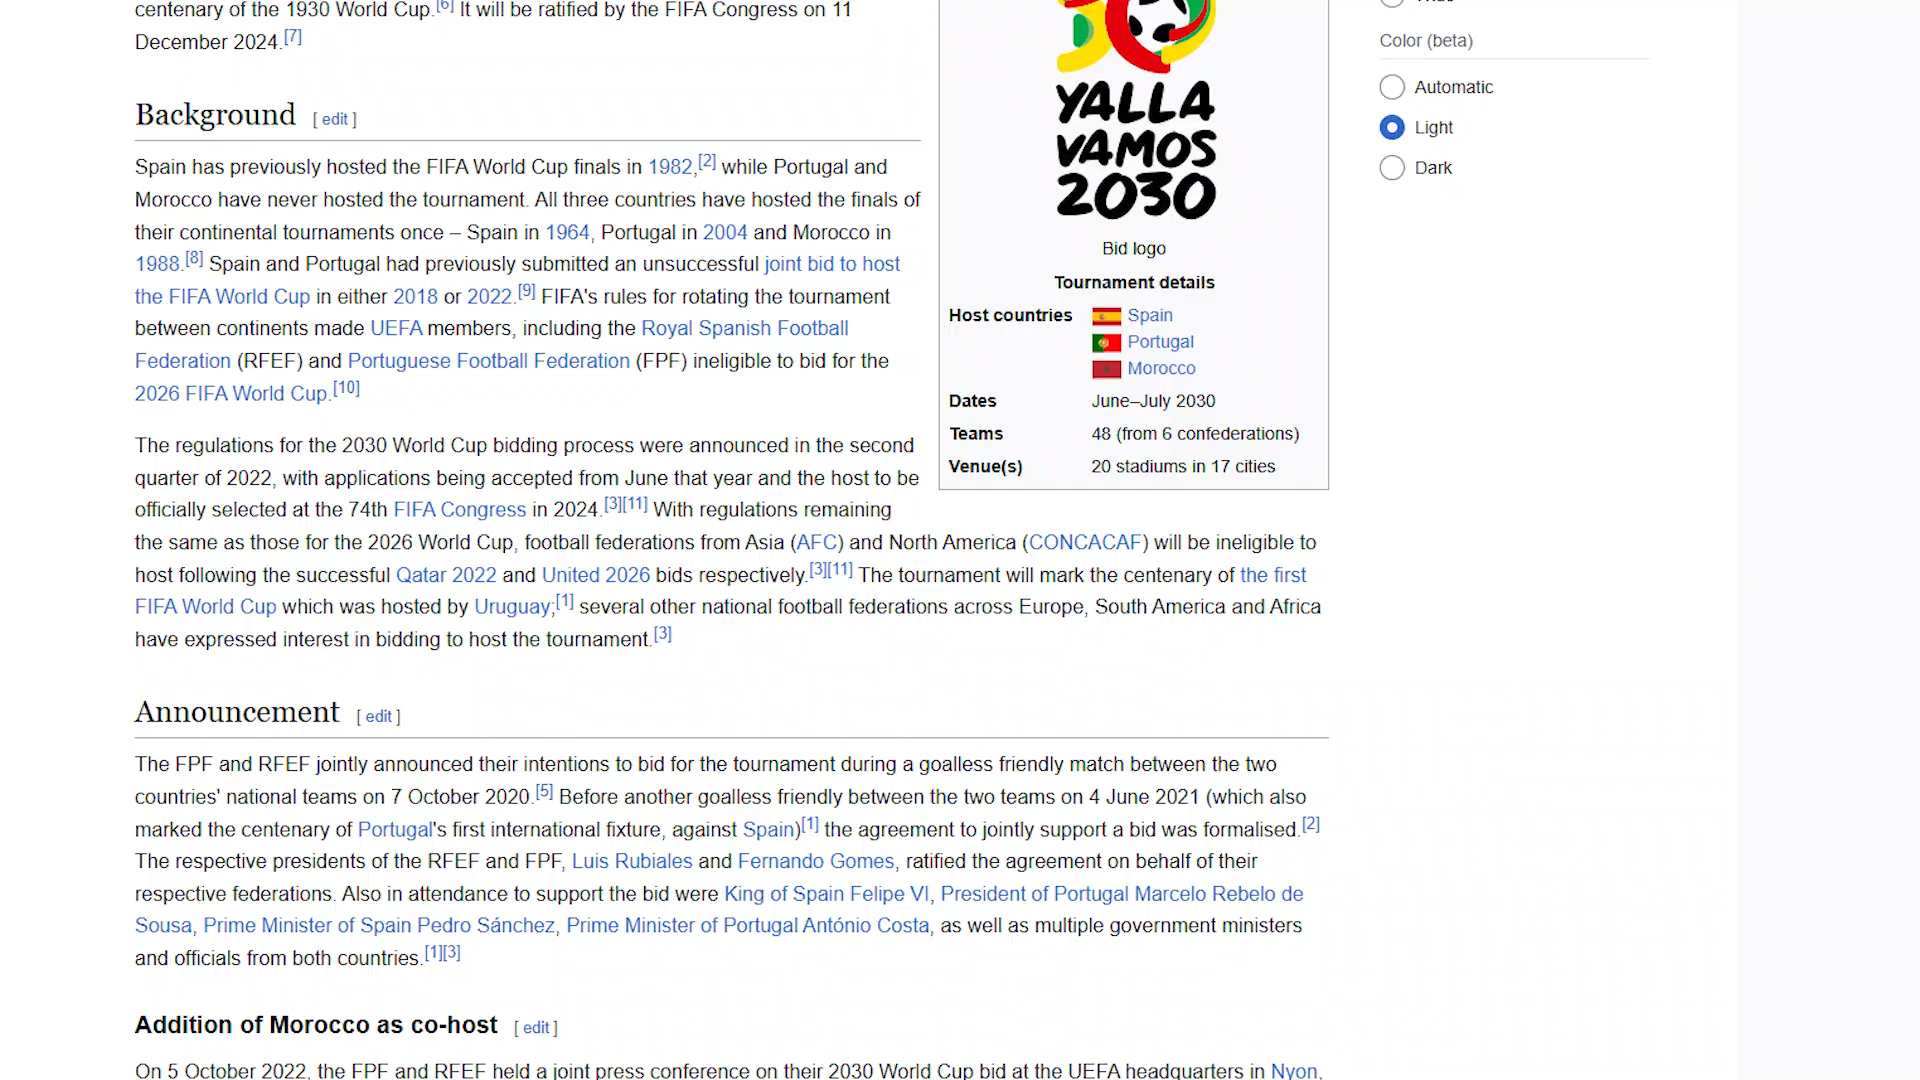 centenary of the 1930 World Cup.[6] It will be ratified by the FIFA Congress on 11
December 2024.[7]
Background [ edit ]
Spain has previously hosted the FIFA World Cup finals in 1982,[2] while Portugal and
Morocco have never hosted the tournament. All three countries have hosted the finals of
their continental tournaments once – Spain in 1964, Portugal in 2004 and Morocco in
1988.[8] Spain and Portugal had previously submitted an unsuccessful joint bid to host
the FIFA World Cup in either 2018 or 2022.[9] FIFA's rules for rotating the tournament
between continents made UEFA members, including the Royal Spanish Football
Federation (RFEF) and Portuguese Football Federation (FPF) ineligible to bid for the
2026 FIFA World Cup.[10]
The regulations for the 2030 World Cup bidding process were announced in the second
quarter of 2022, with applications being accepted from June that year and the host to be
officially selected at the 74th FIFA Congress in 2024.[3][11] With regulations remaining
the same as those for the 2026 World Cup, football federations from Asia (AFC) and North America (CONCACAF) will be ineligible to
host following the successful Qatar 2022 and United 2026 bids respectively.[3][11] The tournament will mark the centenary of the first
FIFA World Cup which was hosted by Uruguay;[1] several other national football federations across Europe, South America and Africa
have expressed interest in bidding to host the tournament.[3]
Announcement [ edit ]
The FPF and RFEF jointly announced their intentions to bid for the tournament during a goalless friendly match between the two
countries' national teams on 7 October 2020.[5] Before another goalless friendly between the two teams on 4 June 2021 (which also
marked the centenary of Portugal's first international fixture, against Spain)[1] the agreement to jointly support a bid was formalised.[2]
The respective presidents of the RFEF and FPF, Luis Rubiales and Fernando Gomes, ratified the agreement on behalf of their
respective federations. Also in attendance to support the bid were King of Spain Felipe VI, President of Portugal Marcelo Rebelo de
Sousa, Prime Minister of Spain Pedro Sánchez, Prime Minister of Portugal António Costa, as well as multiple government ministers
and officials from both countries.[1][3]
Addition of Morocco as co-host [ edit ]
On 5 October 2022, the FPF and RFEF held a joint press conference on their 2030 World Cup bid at the UEFA headquarters in Nyon,
YALLA
VAMOS
2030
Bid logo
Tournament details
Host countries Spain
Portugal
Morocco
Dates June–July 2030
Teams 48 (from 6 confederations)
Venue(s) 20 stadiums in 17 cities
Color (beta)
Automatic
Light
Dark